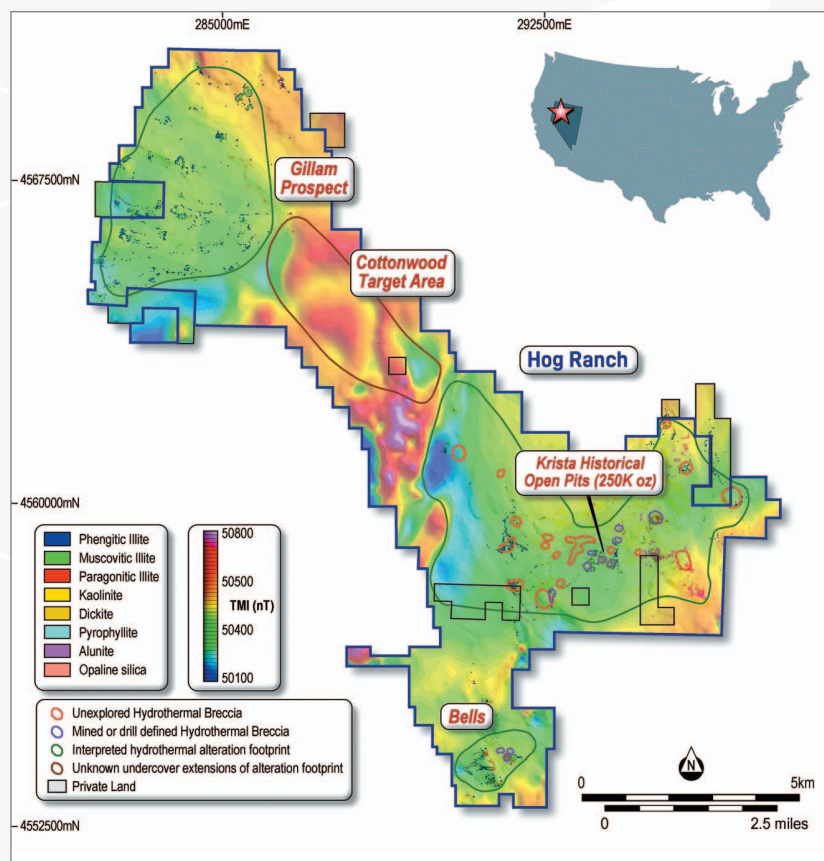 285000mE
292500mE
4567500mN
Gillam
Prospect
Cottonwood
Target Area
Hog Ranch
Krista Historical
Open Pits (250K oz)
4560000mN
Phengitic Illite
Muscovitic Illite
Paragonitic Illite
Kaolinite
Dickite
Pyrophyllite
Alunite
Opaline silica
50800
50500
TMI (nT)
50400
50100
Unexplored Hydrothermal Breccia
Mined or drill defined Hydrothermal Breccia
Interpreted hydrothermal alteration footprint
Unknown undercover extensions of alteration footprint
Private Land
Bells
N
0
5km
0
2.5 miles
4552500mN